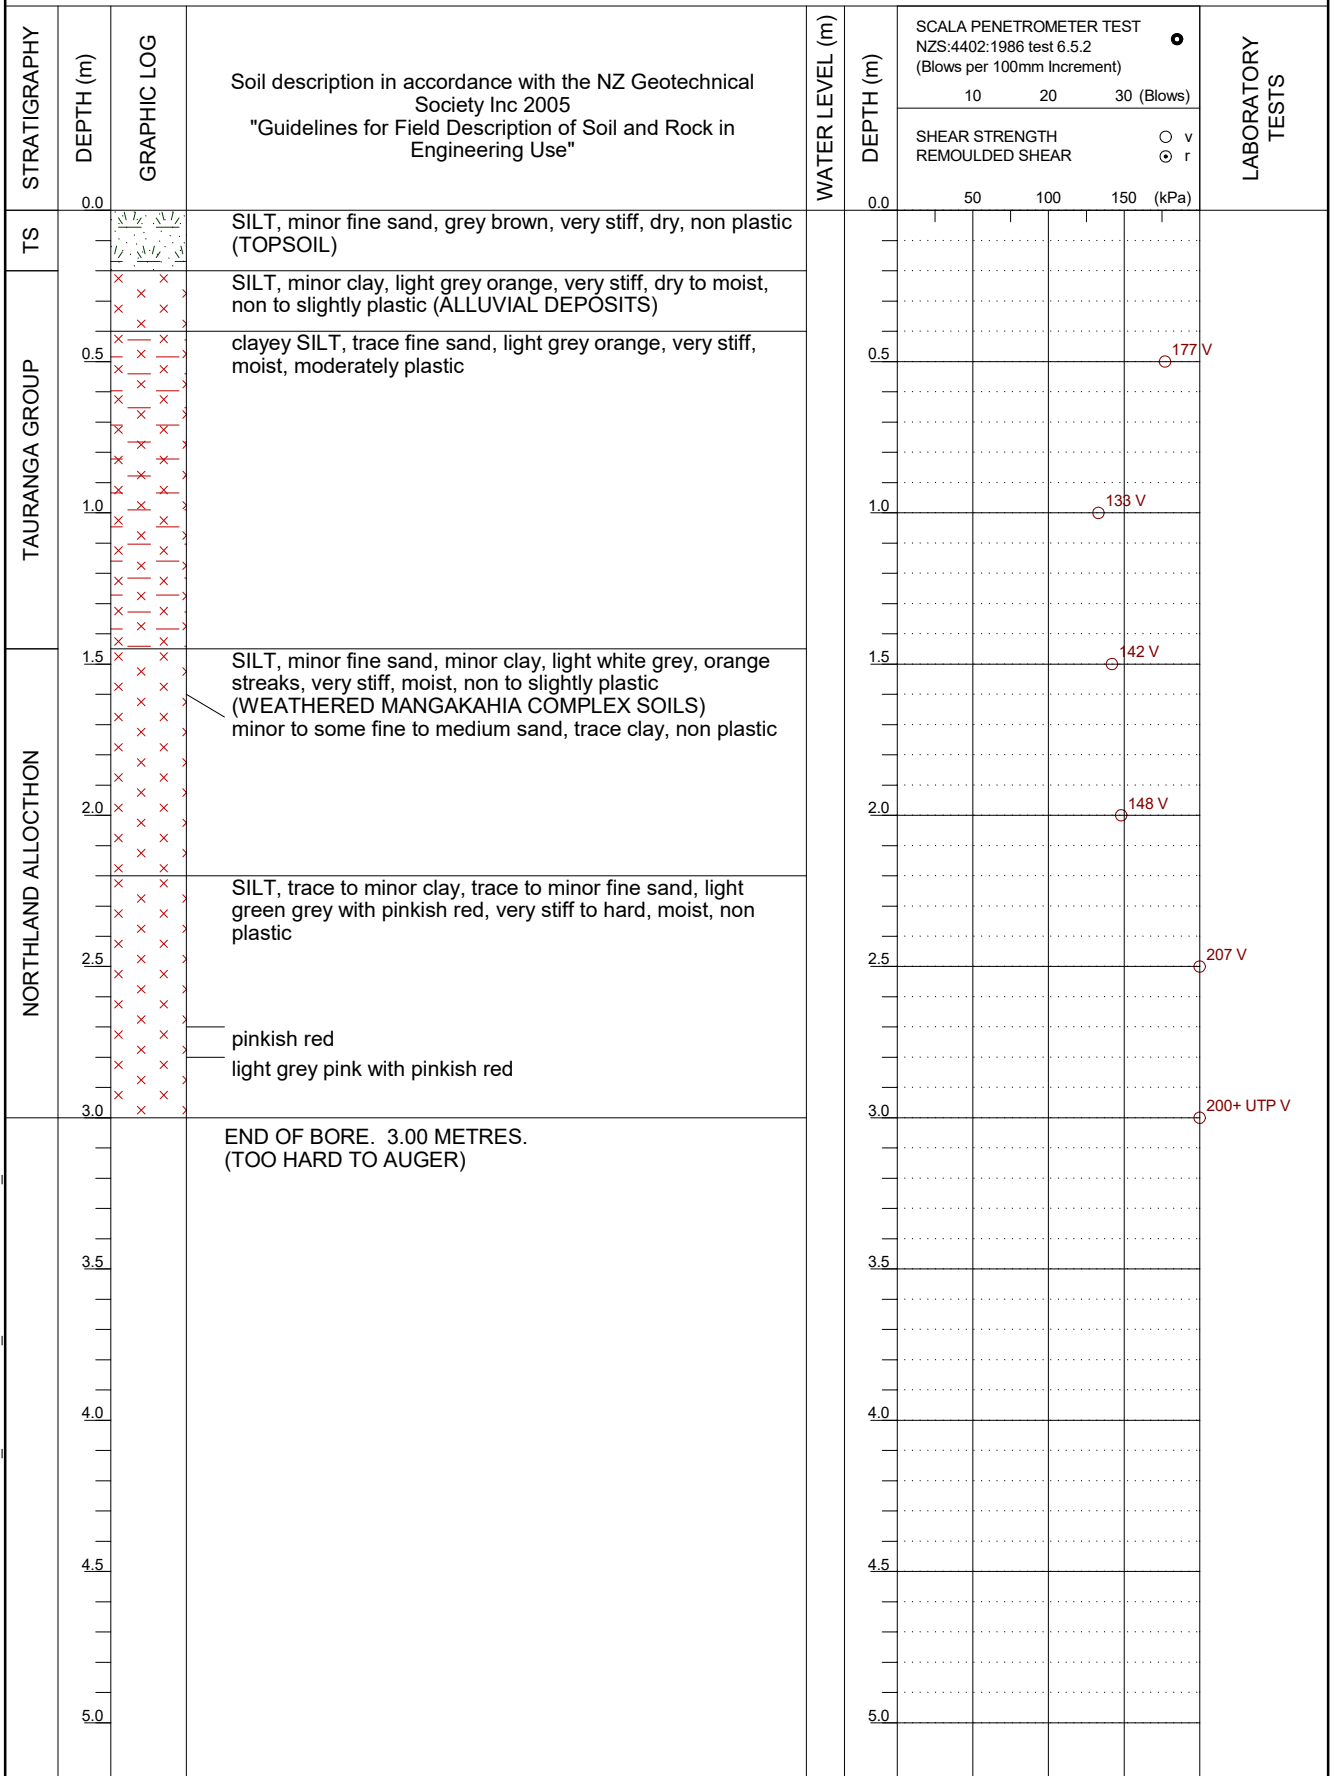 STRATIGRAPHY
DEPTH (m)
GRAPHIC LOG
Soil description in accordance with the NZ Geotechnical
Society Inc 2005
"Guidelines for Field Description of Soil and Rock in
Engineering Use"
WATER LEVEL (m)
DEPTH (m)
SCALA PENETROMETER TEST
NZS:4402:1986 test 6.5.2
(Blows per 100mm Increment)
10 20 30 (Blows)
SHEAR STRENGTH v
REMOULDED SHEAR r
50 100 150 (kPa)
LABORATORY
TESTS
0.0 0.0
TS
SILT, minor fine sand, grey brown, very stiff, dry, non plastic
(TOPSOIL)
TAURANGA GROUP
SILT, minor clay, light grey orange, very stiff, dry to moist,
non to slightly plastic (ALLUVIAL DEPOSITS)
clayey SILT, trace fine sand, light grey orange, very stiff,
moist, moderately plastic
0.5 0.5 177 V
1.0 1.0 133 V
NORTHLAND ALLOCTHON
SILT, minor fine sand, minor clay, light white grey, orange
streaks, very stiff, moist, non to slightly plastic
(WEATHERED MANGAKAHIA COMPLEX SOILS)
minor to some fine to medium sand, trace clay, non plastic
1.5 1.5 142 V
2.0 2.0 148 V
SILT, trace to minor clay, trace to minor fine sand, light
green grey with pinkish red, very stiff to hard, moist, non
plastic
2.5 2.5 207 V
pinkish red
light grey pink with pinkish red
3.0 3.0 200+ UTP V
END OF BORE. 3.00 METRES.
(TOO HARD TO AUGER)
3.5 3.5
4.0 4.0
4.5 4.5
5.0 5.0